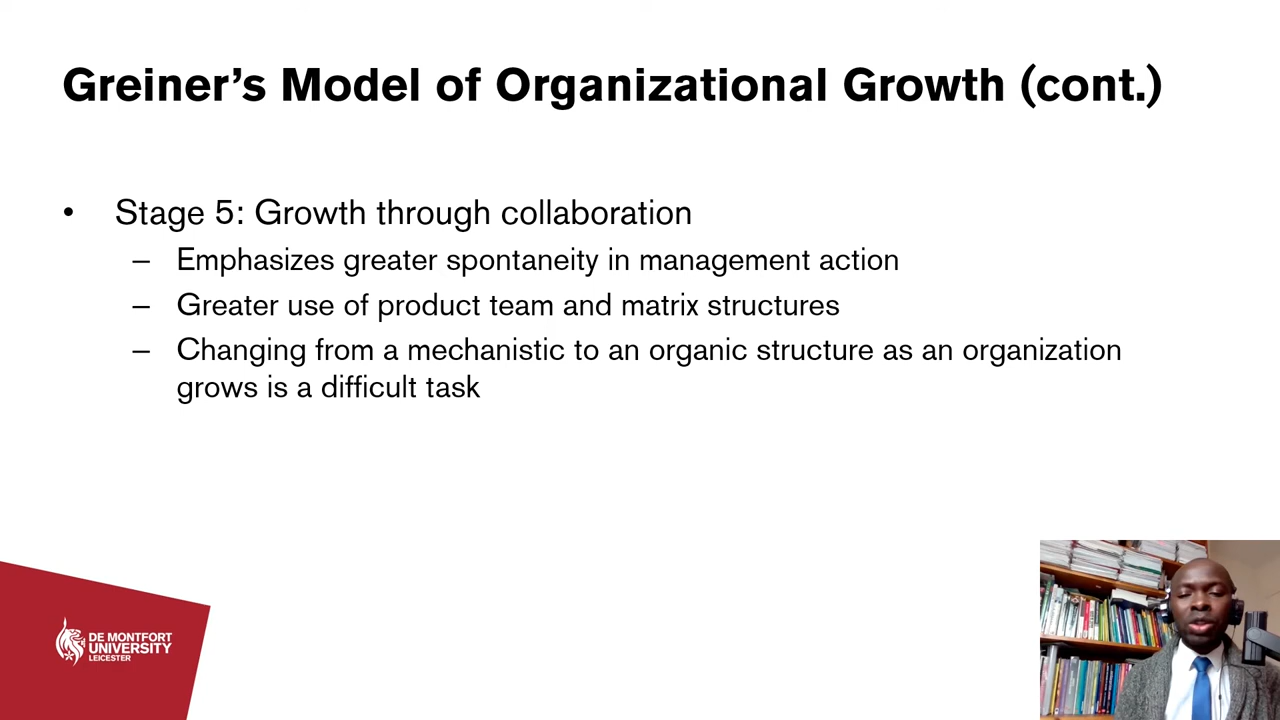 Greiner’s Model of Organizational Growth (cont.)
• Stage 5: Growth through collaboration
– Emphasizes greater spontaneity in management action
– Greater use of product team and matrix structures
– Changing from a mechanistic to an organic structure as an organization
grows is a difficult task
DE MONTFORT
UNIVERSITY
LEICESTER